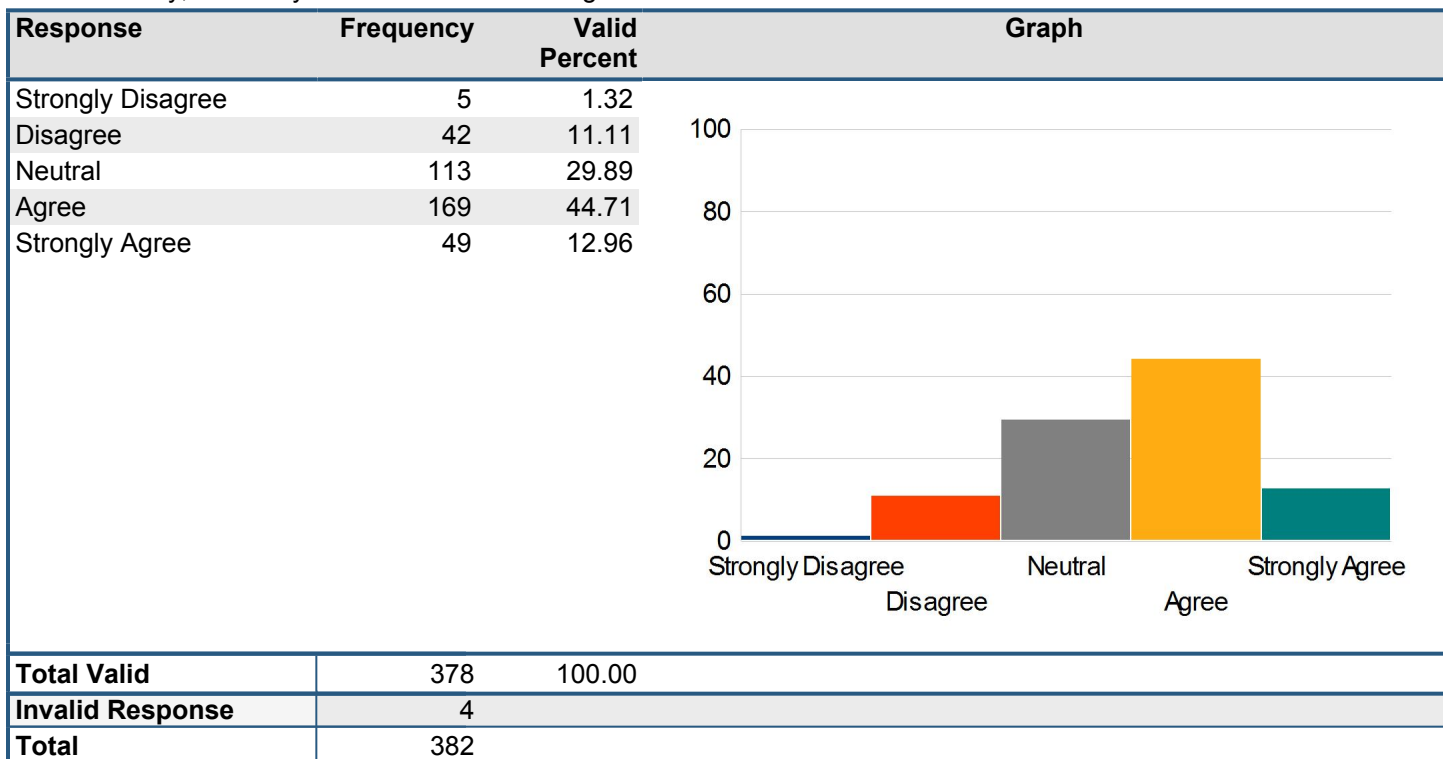 Response Frequency Valid Percent Graph
Strongly Disagree 5 1.32
Disagree 42 11.11
Neutral 113 29.89
Agree 169 44.71
Strongly Agree 49 12.96
100
80
60
40
20
0
Strongly Disagree Neutral Strongly Agree
Disagree Agree
Total Valid 378 100.00
Invalid Response 4
Total 382